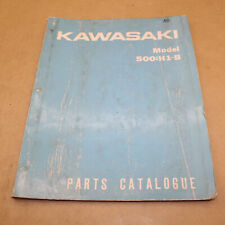 KAWASAKI
Model
500:H1-B
PARTS CATALOGUE